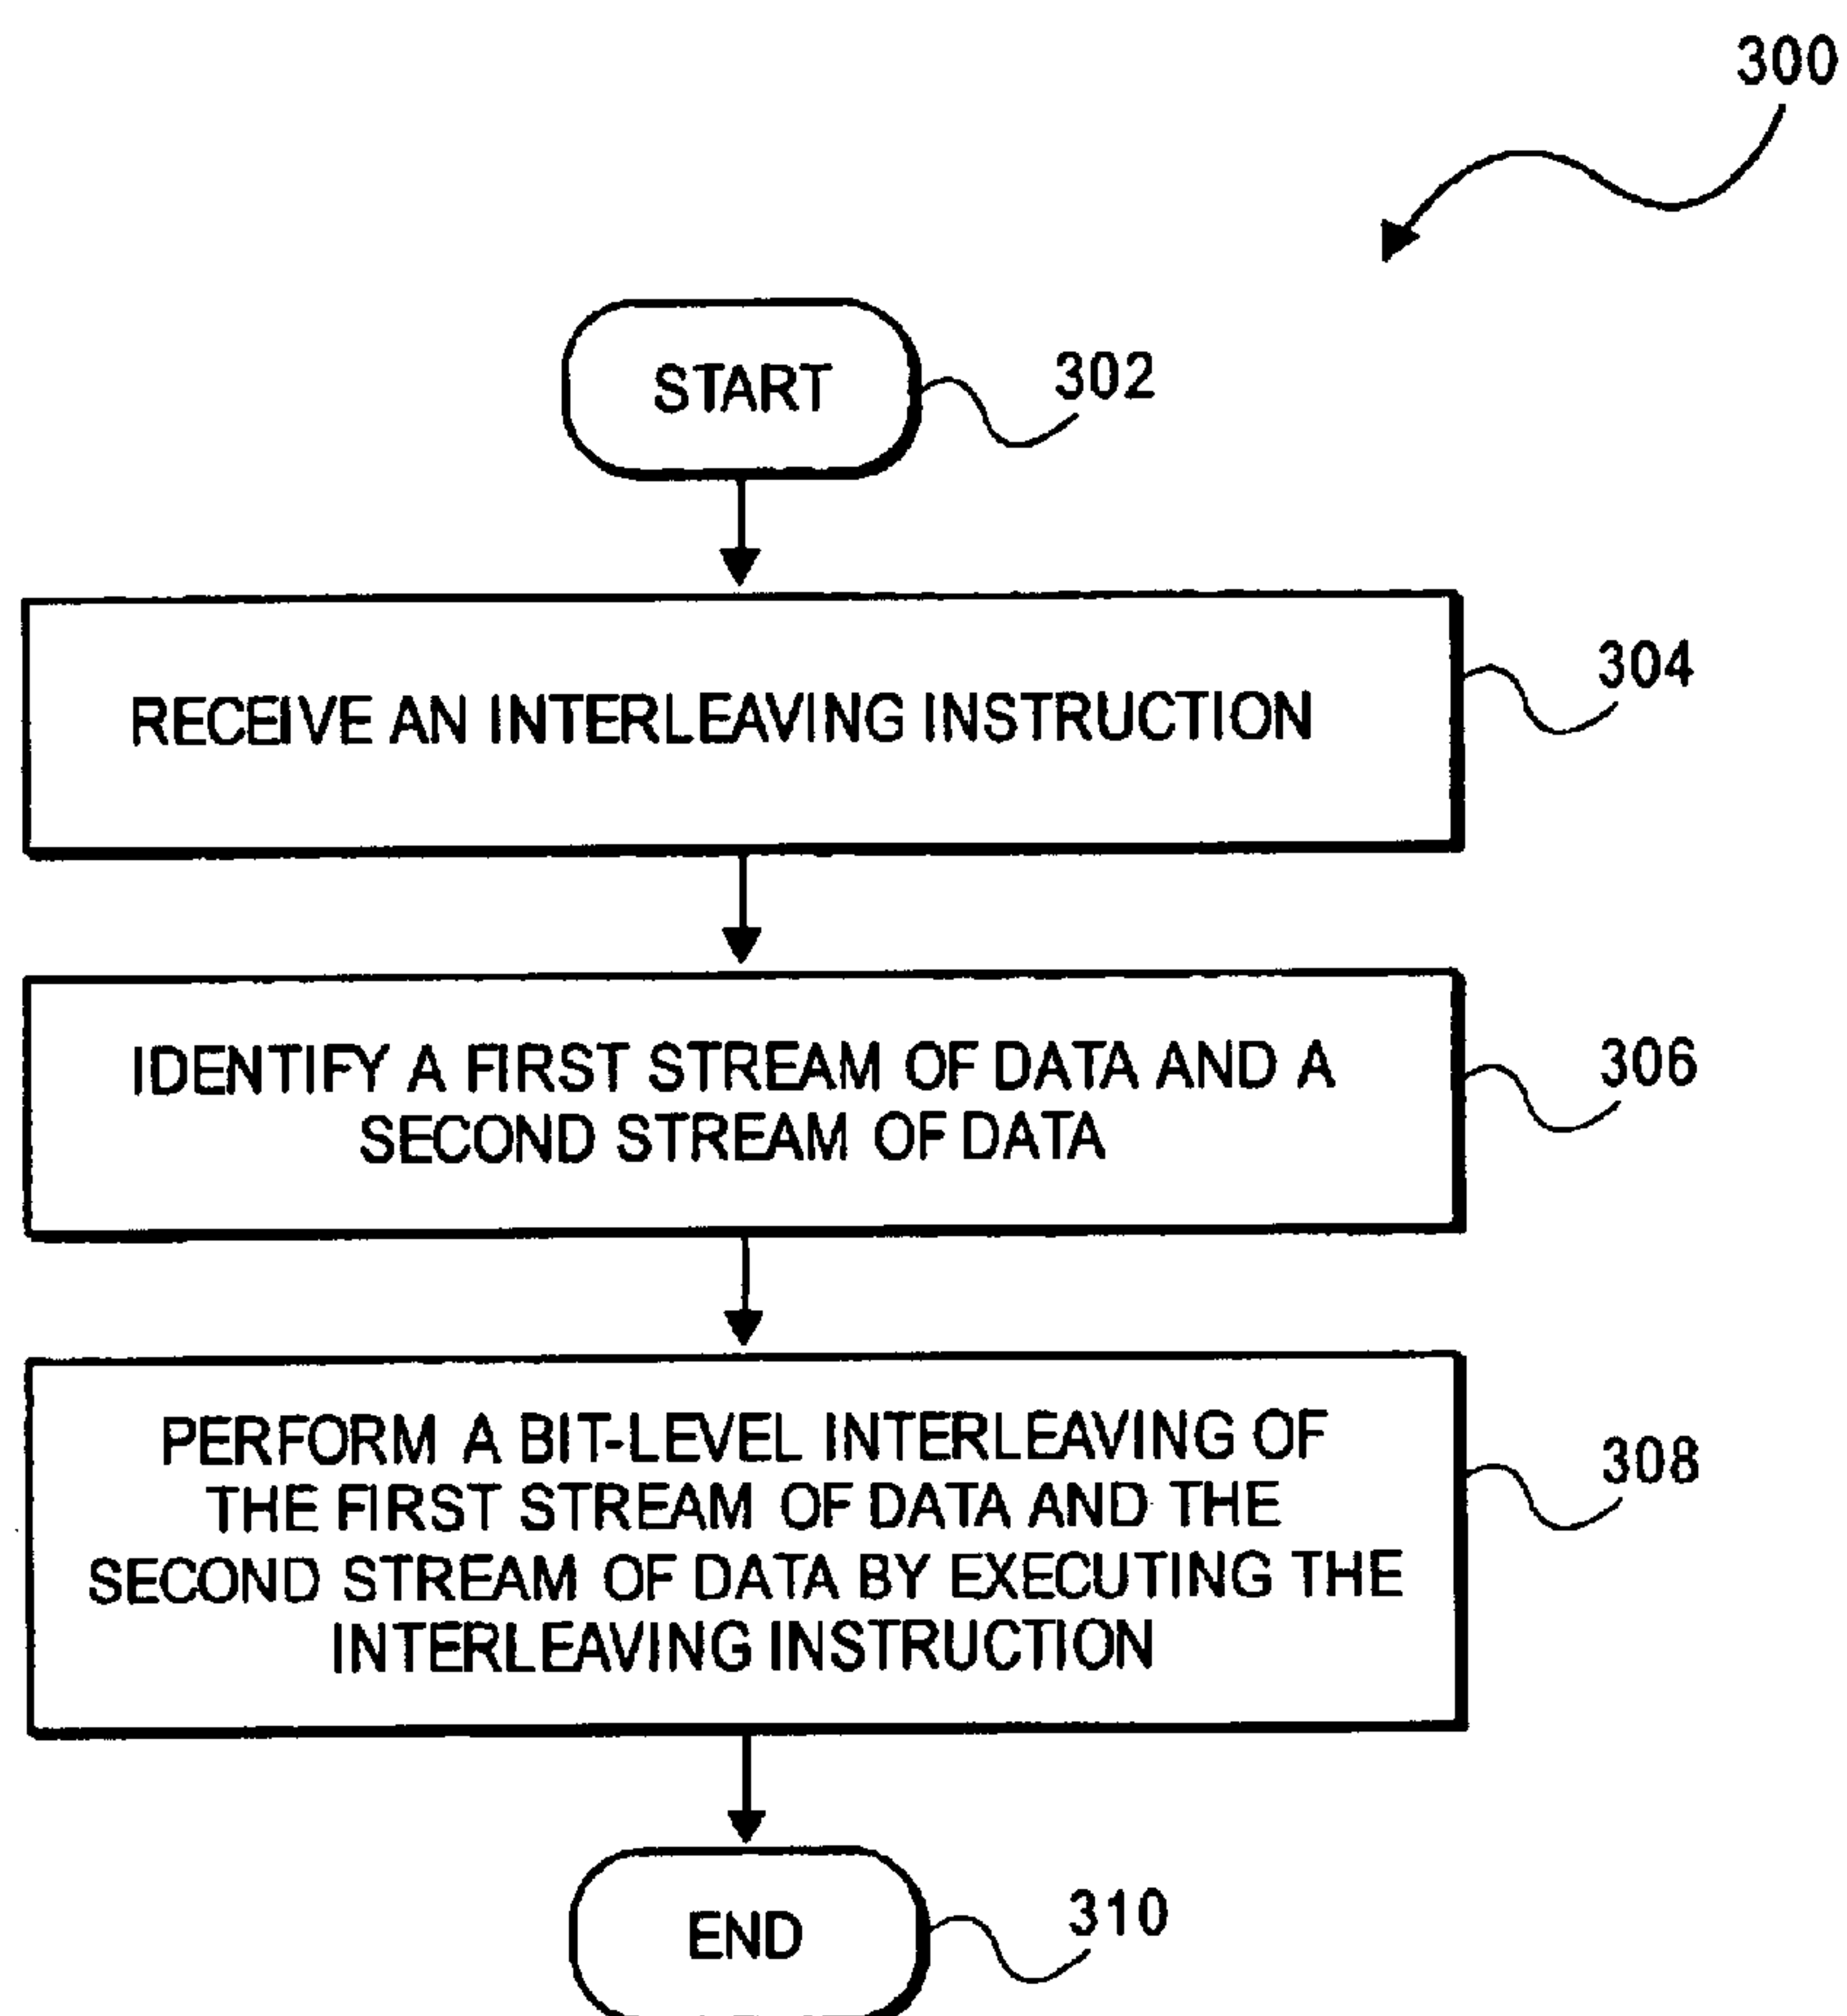 300
START
302
RECEIVE AN INTERLEAVING INSTRUCTION
304
IDENTIFY A FIRST STREAM OF DATA AND A
SECOND STREAM OF DATA
306
PERFORM A BIT-LEVEL INTERLEAVING OF
THE FIRST STREAM OF DATA AND THE
SECOND STREAM OF DATA BY EXECUTING THE
INTERLEAVING INSTRUCTION
308
END
310